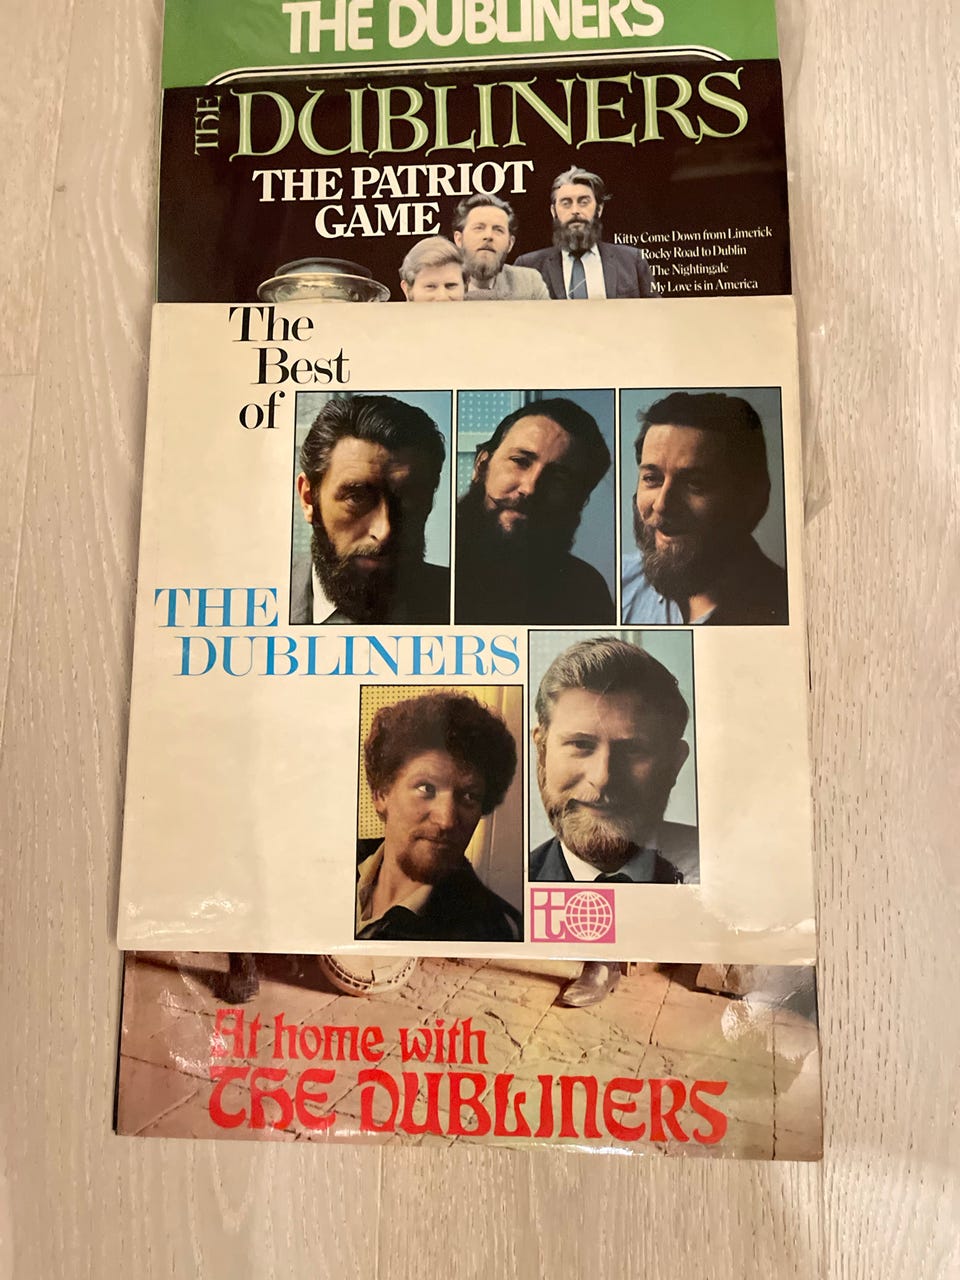 THE DUBLINERS
THE DUBLINERS
THE PATRIOT
GAME
Kitty Come Down from Limerick
Rocky Road to Dublin
The Nightingale
My Love is in America
The
Best
of
THE
DUBLINERS
it
At home with
THE DUBLINERS